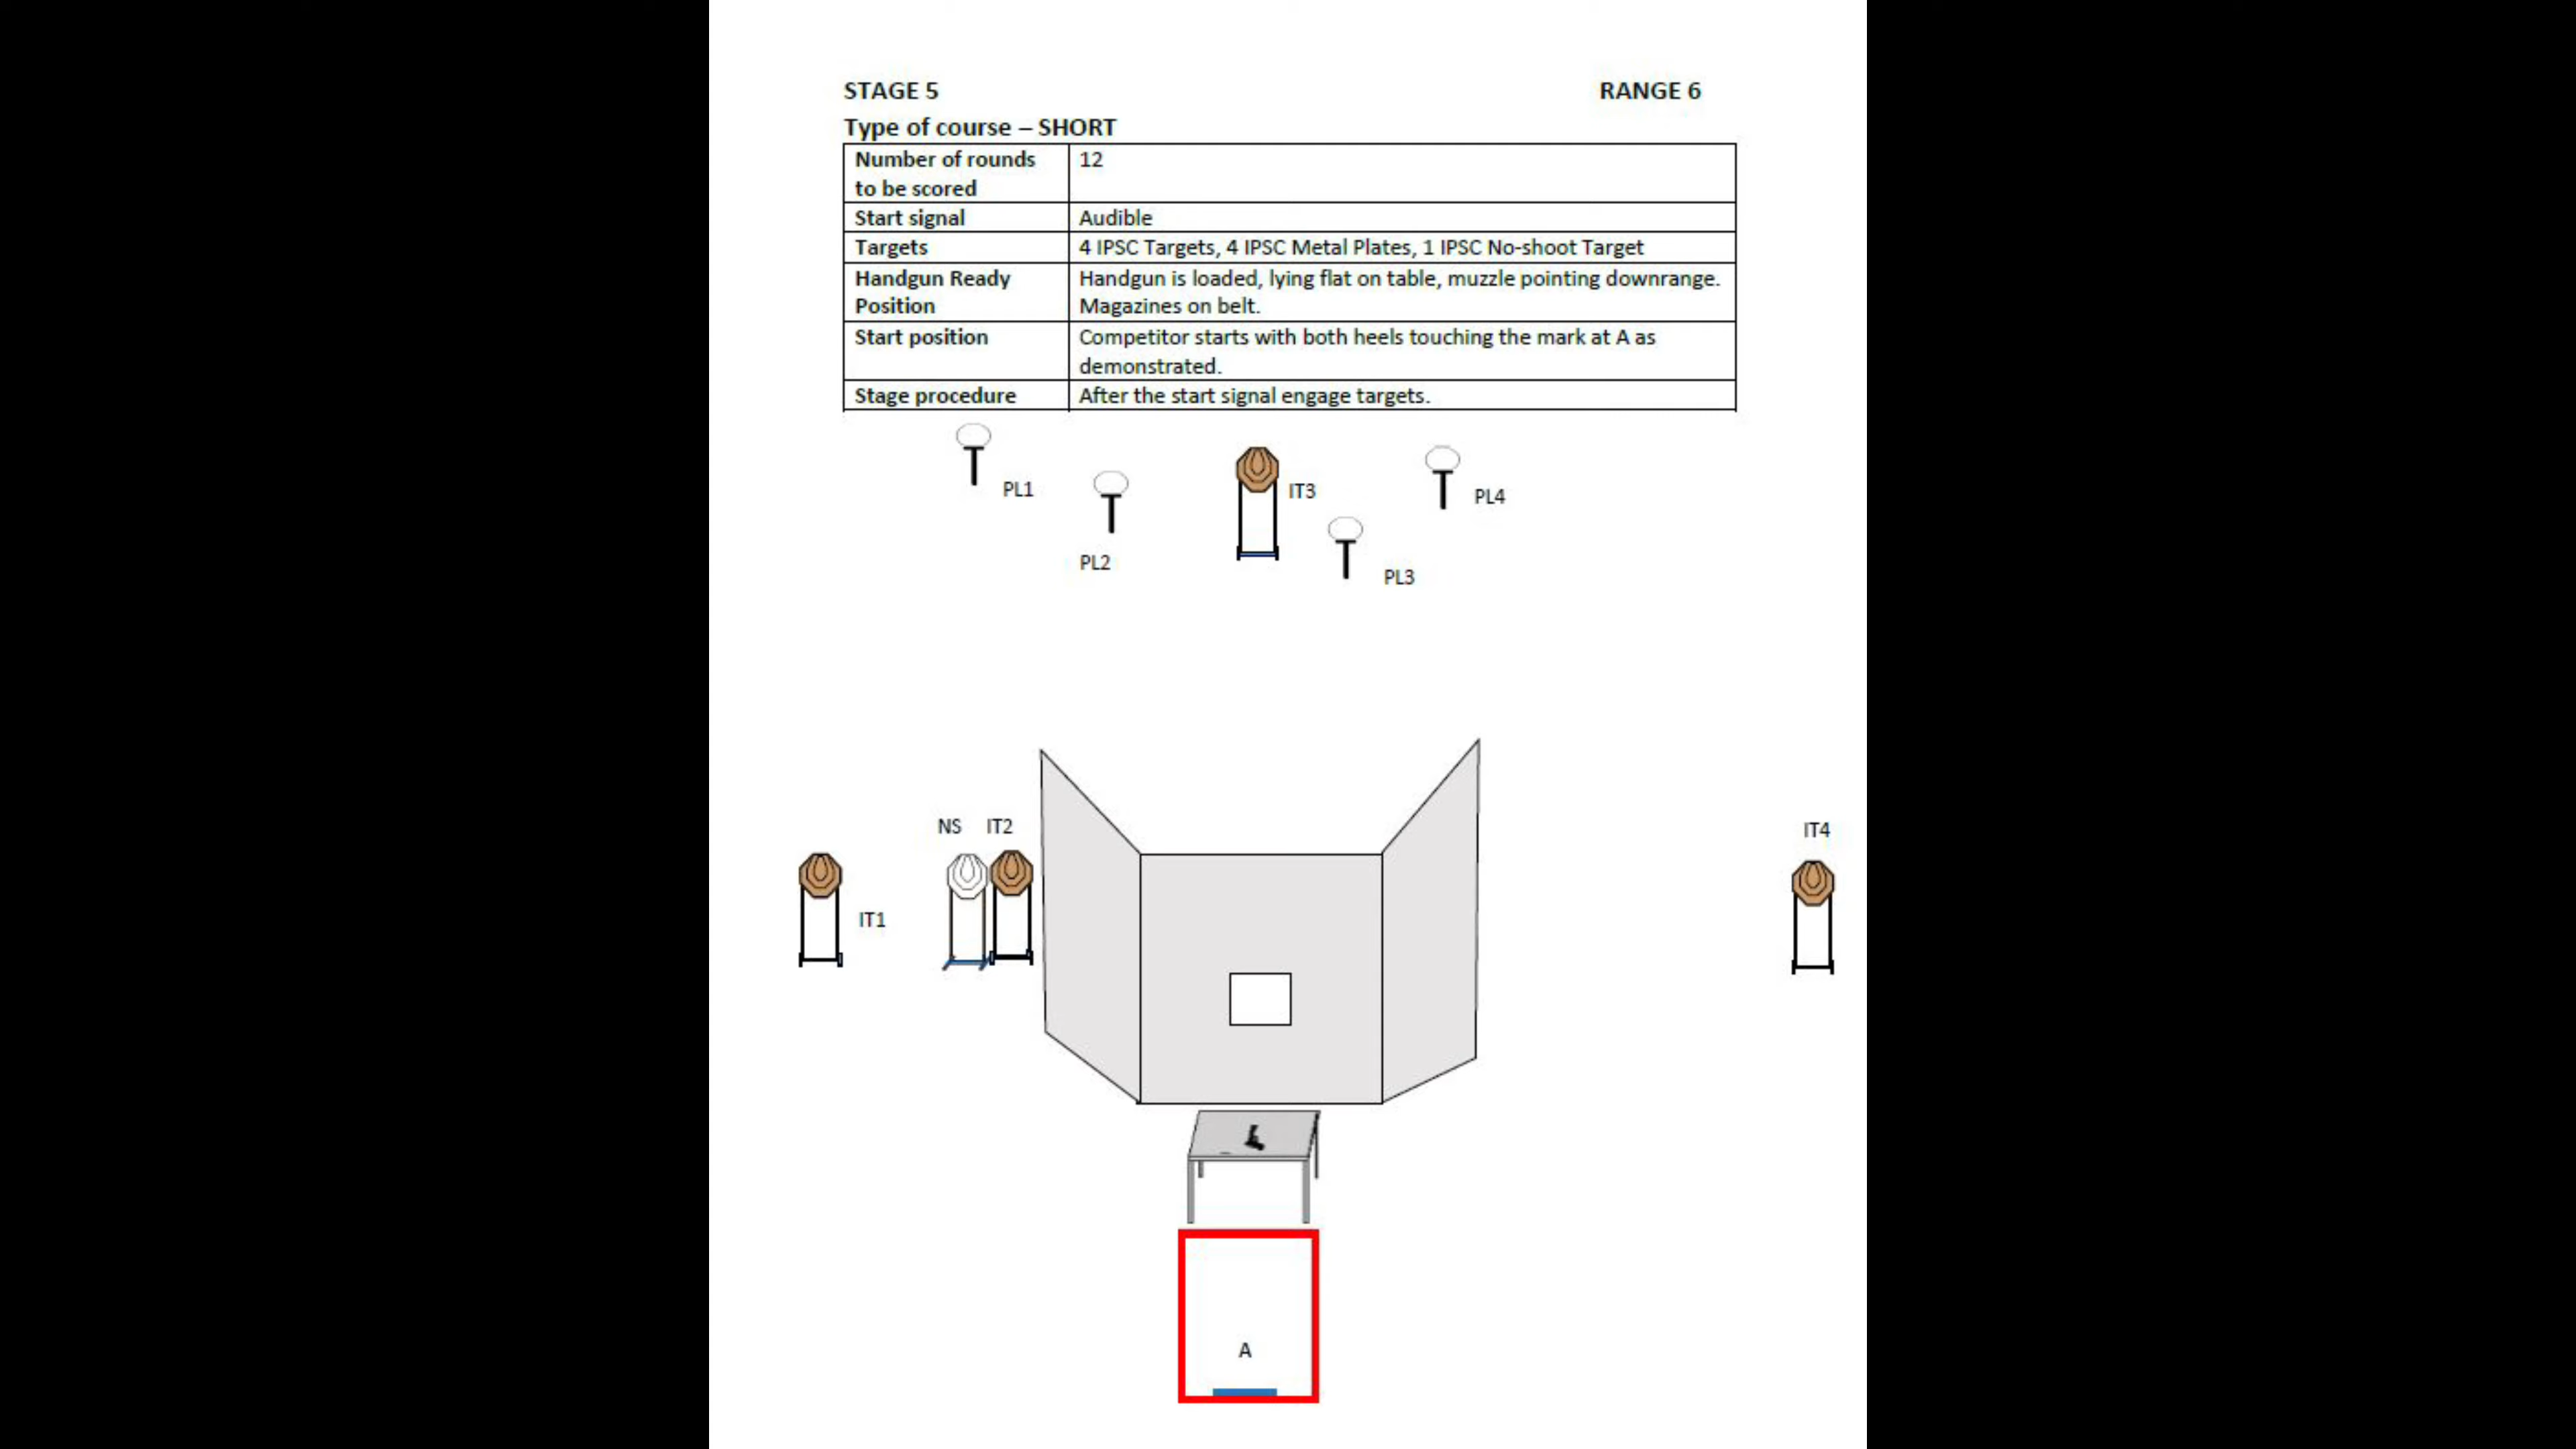 STAGE 5 RANGE 6
Type of course – SHORT
Number of rounds 12
to be scored
Start signal Audible
Targets 4 IPSC Targets, 4 IPSC Metal Plates, 1 IPSC No-shoot Target
Handgun Ready Handgun is loaded, lying flat on table, muzzle pointing downrange.
Position Magazines on belt.
Start position Competitor starts with both heels touching the mark at A as
demonstrated.
Stage procedure After the start signal engage targets.
PL1
IT3
PL4
PL2
PL3
NS IT2
IT4
IT1
A